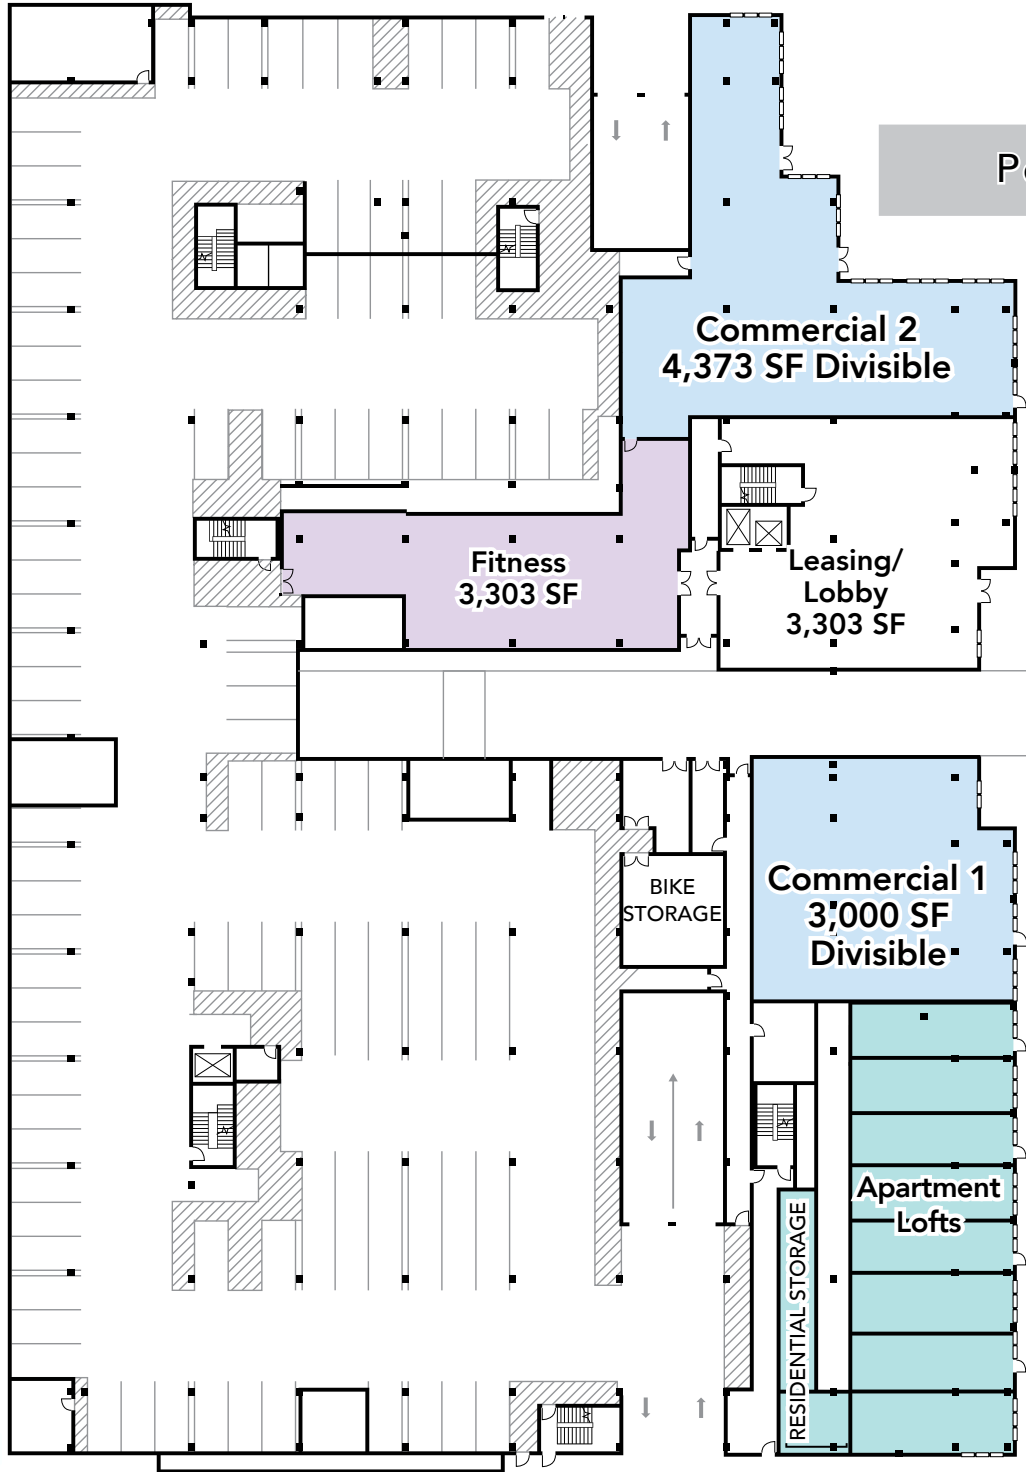 Commercial 2
4,373 SF Divisible
Fitness
3,303 SF
Leasing/
Lobby
3,303 SF
BIKE
STORAGE
Commercial 1
3,000 SF
Divisible
Apartment
Lofts
RESIDENTIAL STORAGE